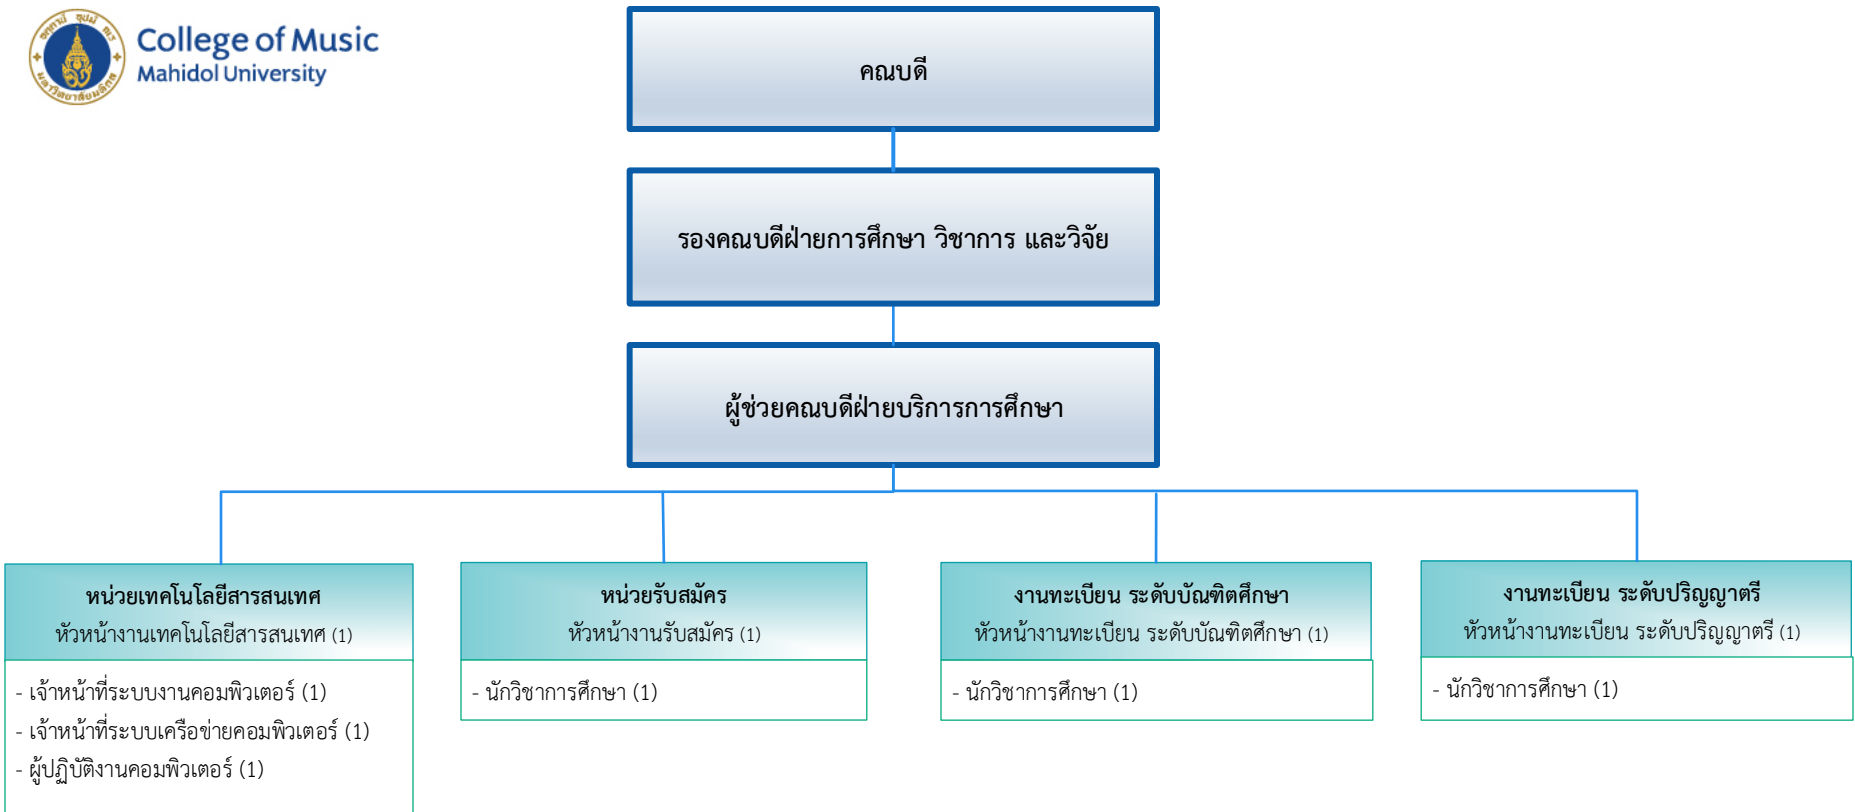 College of Music
Mahidol University
คณบดี
รองคณบดีฝ่ายการศึกษา วิชาการ และวิจัย
ผู้ช่วยคณบดีฝ่ายบริการการศึกษา
หน่วยเทคโนโลยีสารสนเทศ
หัวหน้างานเทคโนโลยีสารสนเทศ (1)
- เจ้าหน้าที่ระบบงานคอมพิวเตอร์ (1)
- เจ้าหน้าที่ระบบเครือข่ายคอมพิวเตอร์ (1)
- ผู้ปฏิบัติงานคอมพิวเตอร์ (1)
หน่วยรับสมัคร
หัวหน้างานรับสมัคร (1)
- นักวิชาการศึกษา (1)
งานทะเบียน ระดับบัณฑิตศึกษา
หัวหน้างานทะเบียน ระดับบัณฑิตศึกษา (1)
- นักวิชาการศึกษา (1)
งานทะเบียน ระดับปริญญาตรี
หัวหน้างานทะเบียน ระดับปริญญาตรี (1)
- นักวิชาการศึกษา (1)